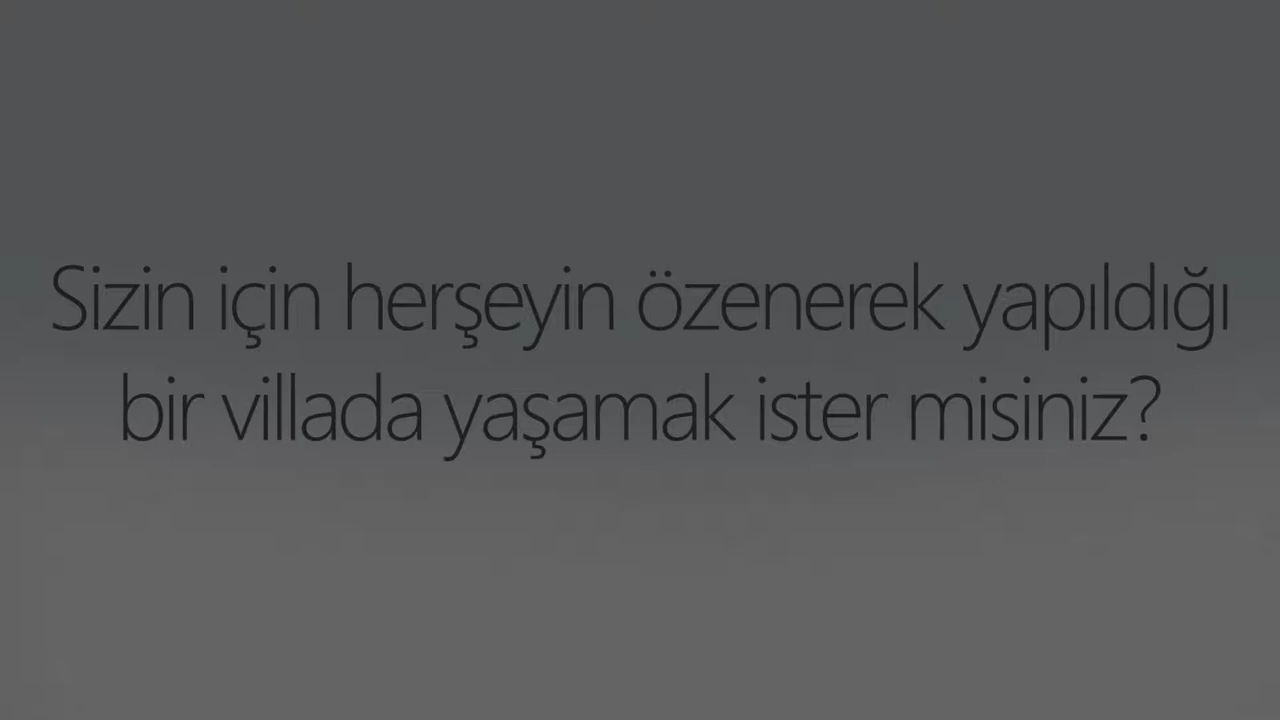 Sizin için herşeyin özenerek yapıldığı
bir villada yaşamak ister misiniz?